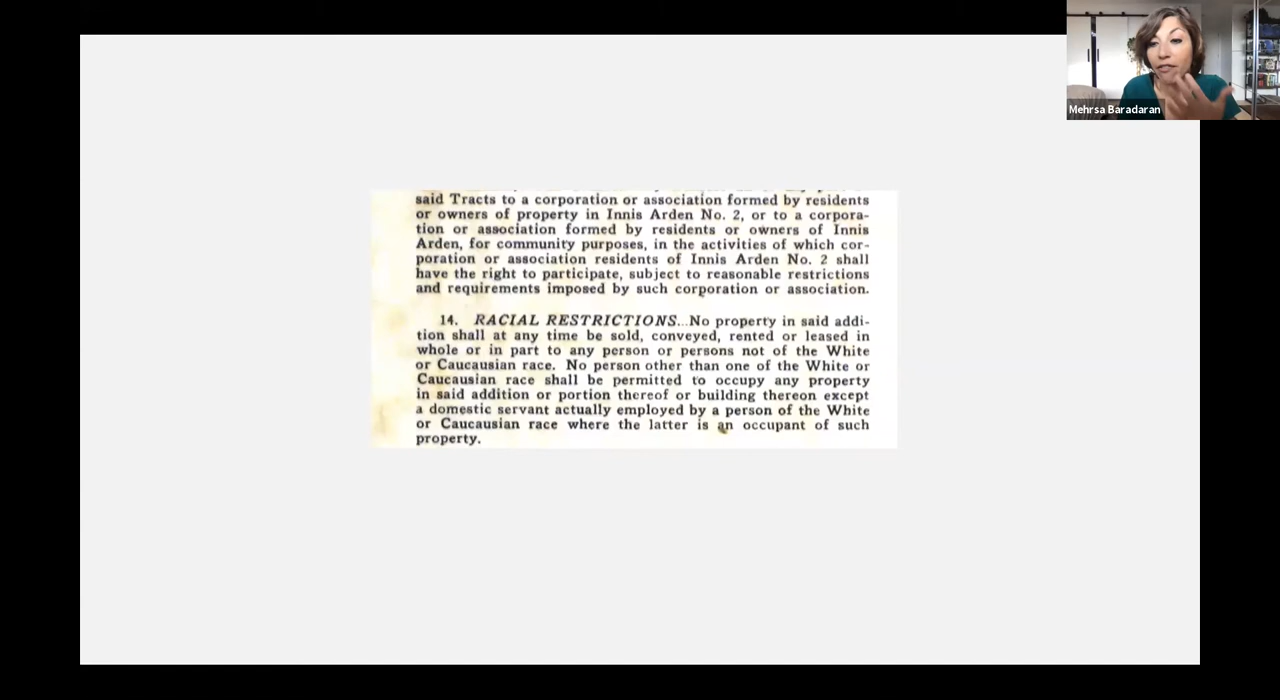 Mehrsa Baradaran
said Tracts to a corporation or association formed by residents
or owners of property in Innis Arden No. 2, or to a corpora-
tion or association formed by residents or owners of Innis
Arden, for community purposes, in the activities of which cor-
poration or association residents of Innis Arden No. 2 shall
have the right to participate, subject to reasonable restrictions
and requirements imposed by such corporation or association.
14. RACIAL RESTRICTIONS...No property in said addi-
tion shall at any time be sold, conveyed, rented or leased in
whole or in part to any person or persons not of the White
or Caucausian race. No person other than one of the White or
Caucausian race shall be permitted to occupy any property
in said addition or portion thereof or building thereon except
a domestic servant actually employed by a person of the White
or Caucausian race where the latter is an occupant of such
property.